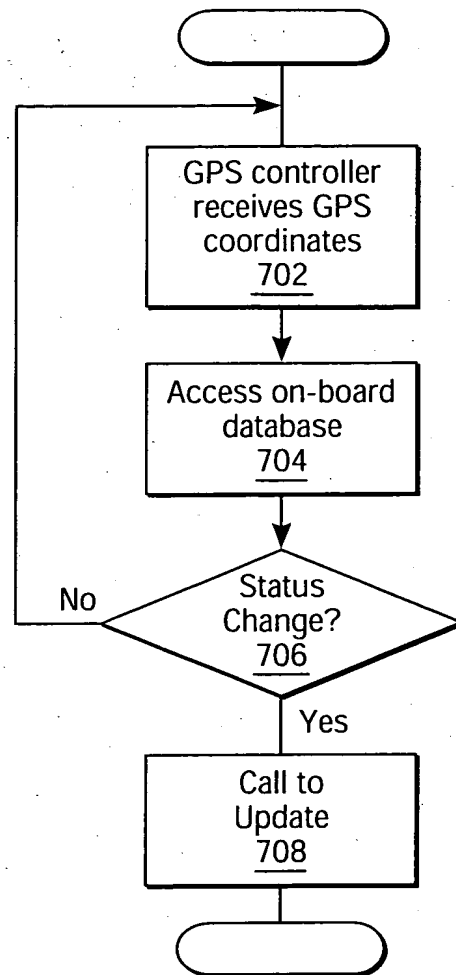 GPS controller
receives GPS
coordinates
702
Access on-board
database
704
Status
Change?
706
No
Yes
Call to
Update
708